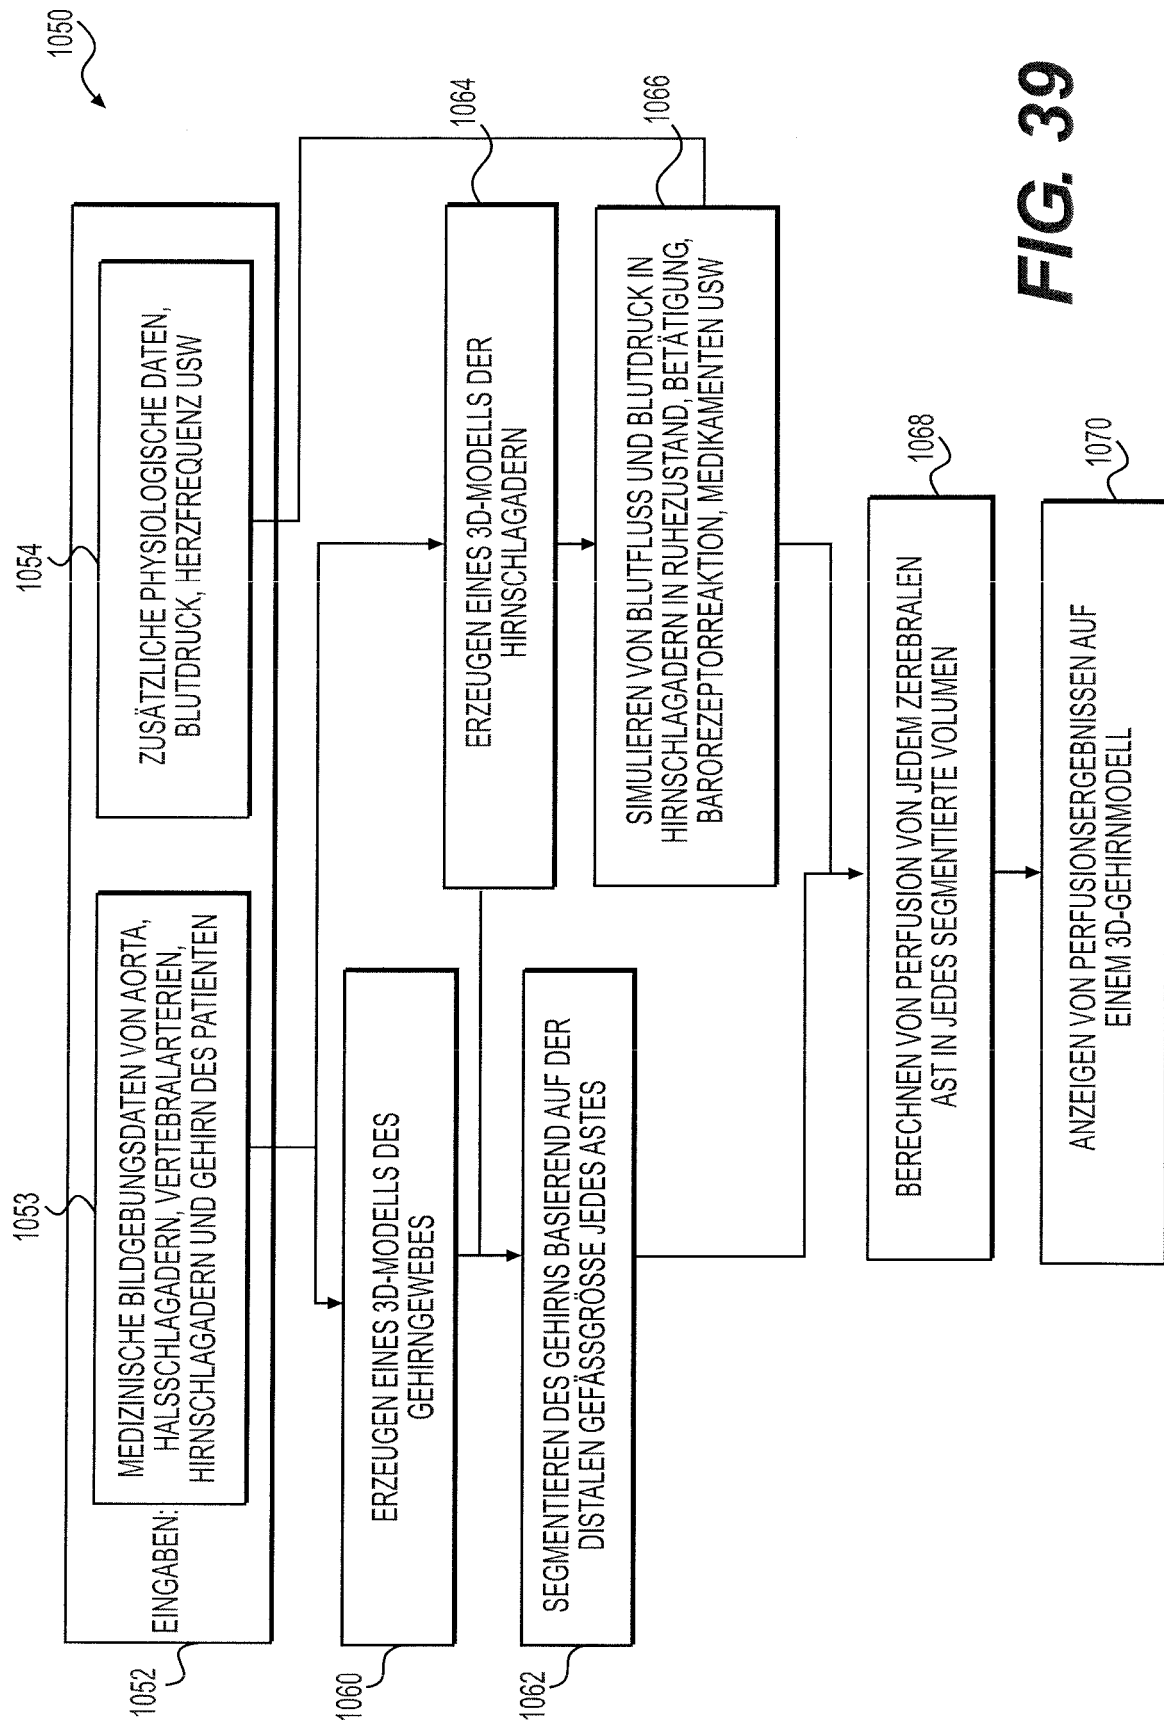 1050
1052
EINGABEN:
1053
MEDIZINISCHE BILDGEBUNGSDATEN VON AORTA,
HALSSCHLAGADERN, VERTEBRALARTERIEN,
HIRNSCHLAGADERN UND GEHIRN DES PATIENTEN
1054
ZUSÄTZLICHE PHYSIOLOGISCHE DATEN,
BLUTDRUCK, HERZFREQUENZ USW
1060
ERZEUGEN EINES 3D-MODELLS DES
GEHIRNGEWEBES
1064
ERZEUGEN EINES 3D-MODELLS DER
HIRNSCHLAGADERN
1062
SEGMENTIEREN DES GEHIRNS BASIEREND AUF DER
DISTALEN GEFÄSSGRÖSSE JEDES ASTES
1066
SIMULIEREN VON BLUTFLUSS UND BLUTDRUCK IN
HIRNSCHLAGADERN IN RUHEZUSTAND, BETÄTIGUNG,
BAROREZEPTORREAKTION, MEDIKAMENTEN USW
1068
BERECHNEN VON PERFUSION VON JEDEM ZEREBRALEN
AST IN JEDES SEGMENTIERTE VOLUMEN
1070
ANZEIGEN VON PERFUSIONSERGEBNISSEN AUF
EINEM 3D-GEHIRNMODELL
FIG. 39